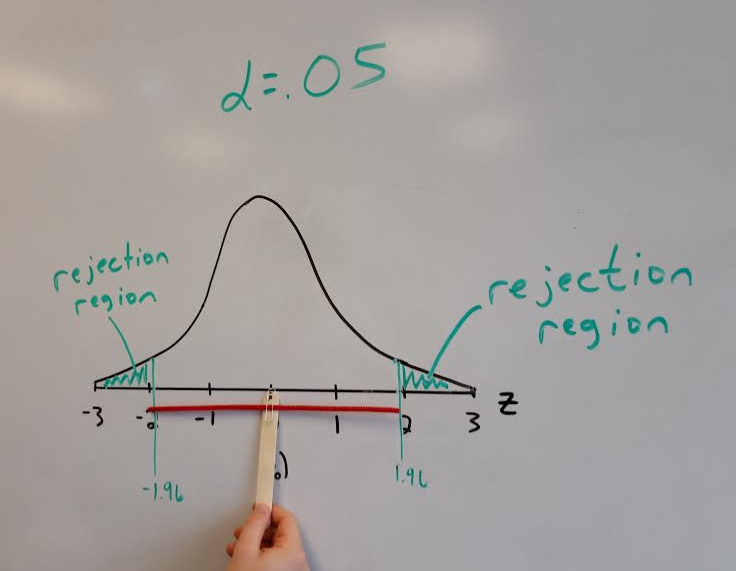 α=.05
rejection
region
rejection
region
-3 -1 1 2 3 z
-1.96 1.96